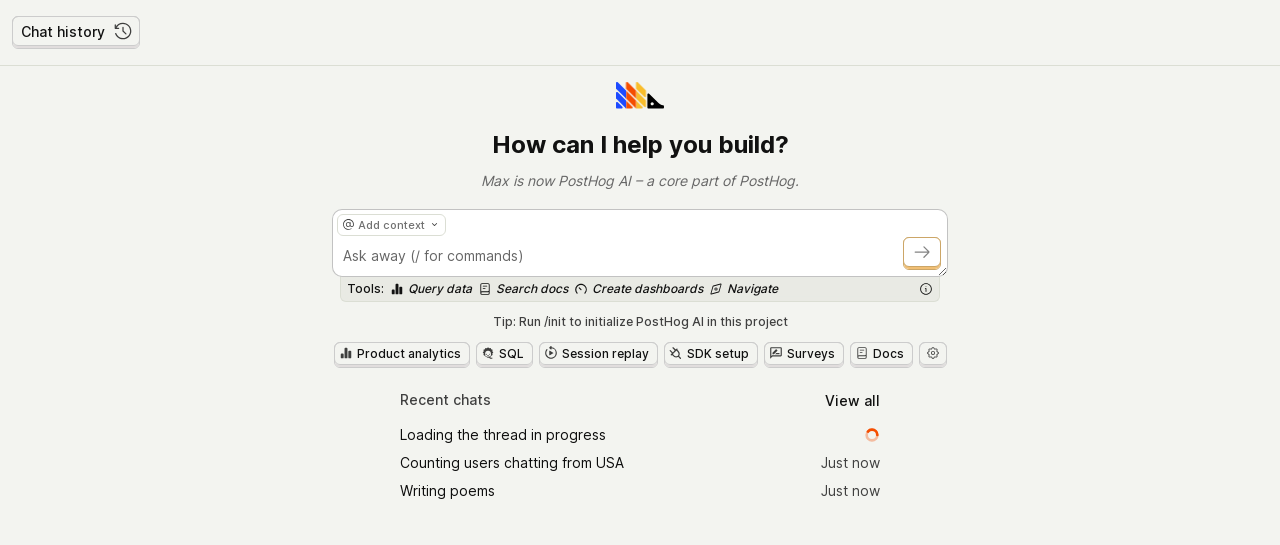 Chat history
How can I help you build?
Max is now PostHog AI – a core part of PostHog.
@ Add context
Ask away (/ for commands)
Tools: Query data Search docs Create dashboards Navigate
Tip: Run /init to initialize PostHog AI in this project
Product analytics SQL Session replay SDK setup Surveys Docs
Recent chats View all
Loading the thread in progress
Counting users chatting from USA Just now
Writing poems Just now